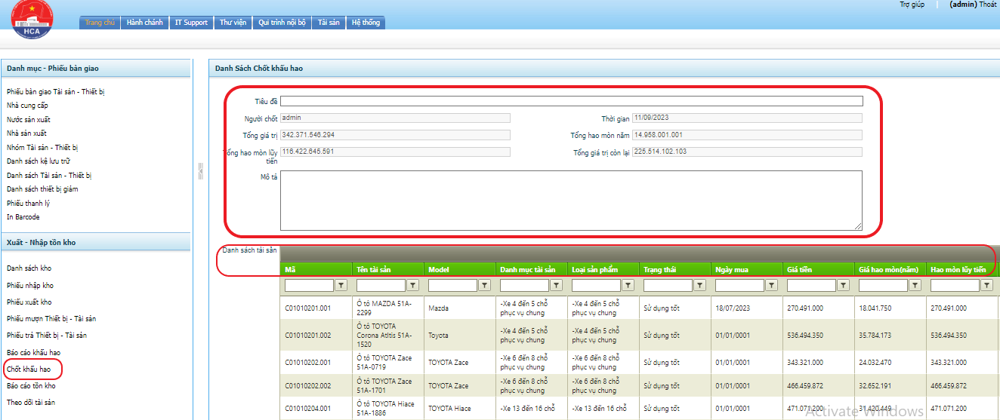 Trợ giúp | (admin) Thoát
HCA
Trang chủ Hành chánh IT Support Thư viện Qui trình nội bộ Tài sản Hệ thống
Danh mục - Phiếu bàn giao
Phiếu bàn giao Tài sản - Thiết bị
Nhà cung cấp
Nước sản xuất
Nhà sản xuất
Nhóm Tài sản - Thiết bị
Danh sách kệ lưu trữ
Danh sách Tài sản - Thiết bị
Danh sách thiết bị giảm
Phiếu thanh lý
In Barcode
Xuất - Nhập tồn kho
Danh sách kho
Phiếu nhập kho
Phiếu xuất kho
Phiếu mượn Thiết bị - Tài sản
Phiếu trả Thiết bị - Tài sản
Báo cáo khấu hao
Chốt khấu hao
Báo cáo tồn kho
Theo dõi tài sản
Danh Sách Chốt khấu hao
Tiêu đề
Người chốt admin Thời gian 11/09/2023
Tổng giá trị 342.371.546.294 Tổng hao mòn năm 14.958.001.001
Tổng hao mòn lũy tiến 116.422.645.591 Tổng giá trị còn lại 225.514.102.103
Mô tả
Danh sách tài sản
Mã Tên tài sản Model Danh mục tài sản Loại sản phẩm Trạng thái Ngày mua Giá tiền Giá hao mòn(năm) Hao mòn lũy tiến
C01010201.001 Ô tô MAZDA 51A-2299 Mazda -Xe 4 đến 5 chỗ phục vụ chung -Xe 4 đến 5 chỗ phục vụ chung Sử dụng tốt 18/07/2023 270.491.000 18.041.750 270.491.000
C01010201.002 Ô tô TOYOTA Corona Atltis 51A-1520 Toyota -Xe 4 đến 5 chỗ phục vụ chung -Xe 4 đến 5 chỗ phục vụ chung Sử dụng tốt 01/01/0001 536.494.350 35.784.173 536.494.350
C01010202.001 Ô tô TOYOTA Zace 51A-0719 TOYOTA Zace -Xe 6 đến 8 chỗ phục vụ chung -Xe 6 đến 8 chỗ phục vụ chung Sử dụng tốt 01/01/0001 343.321.000 24.032.470 343.321.000
C01010202.002 Ô tô TOYOTA Zace 51A-1701 TOYOTA Zace -Xe 6 đến 8 chỗ phục vụ chung -Xe 6 đến 8 chỗ phục vụ chung Sử dụng tốt 01/01/0001 466.459.872 32.652.191 466.459.872
C01010204.001 Ô tô TOYOTA Hiace 51A-1886 TOYOTA Hiace -Xe 13 đến 16 chỗ -Xe 13 đến 16 chỗ Sử dụng tốt 01/01/0001 471.071.200 31.420.449 471.071.200
Activate Windows